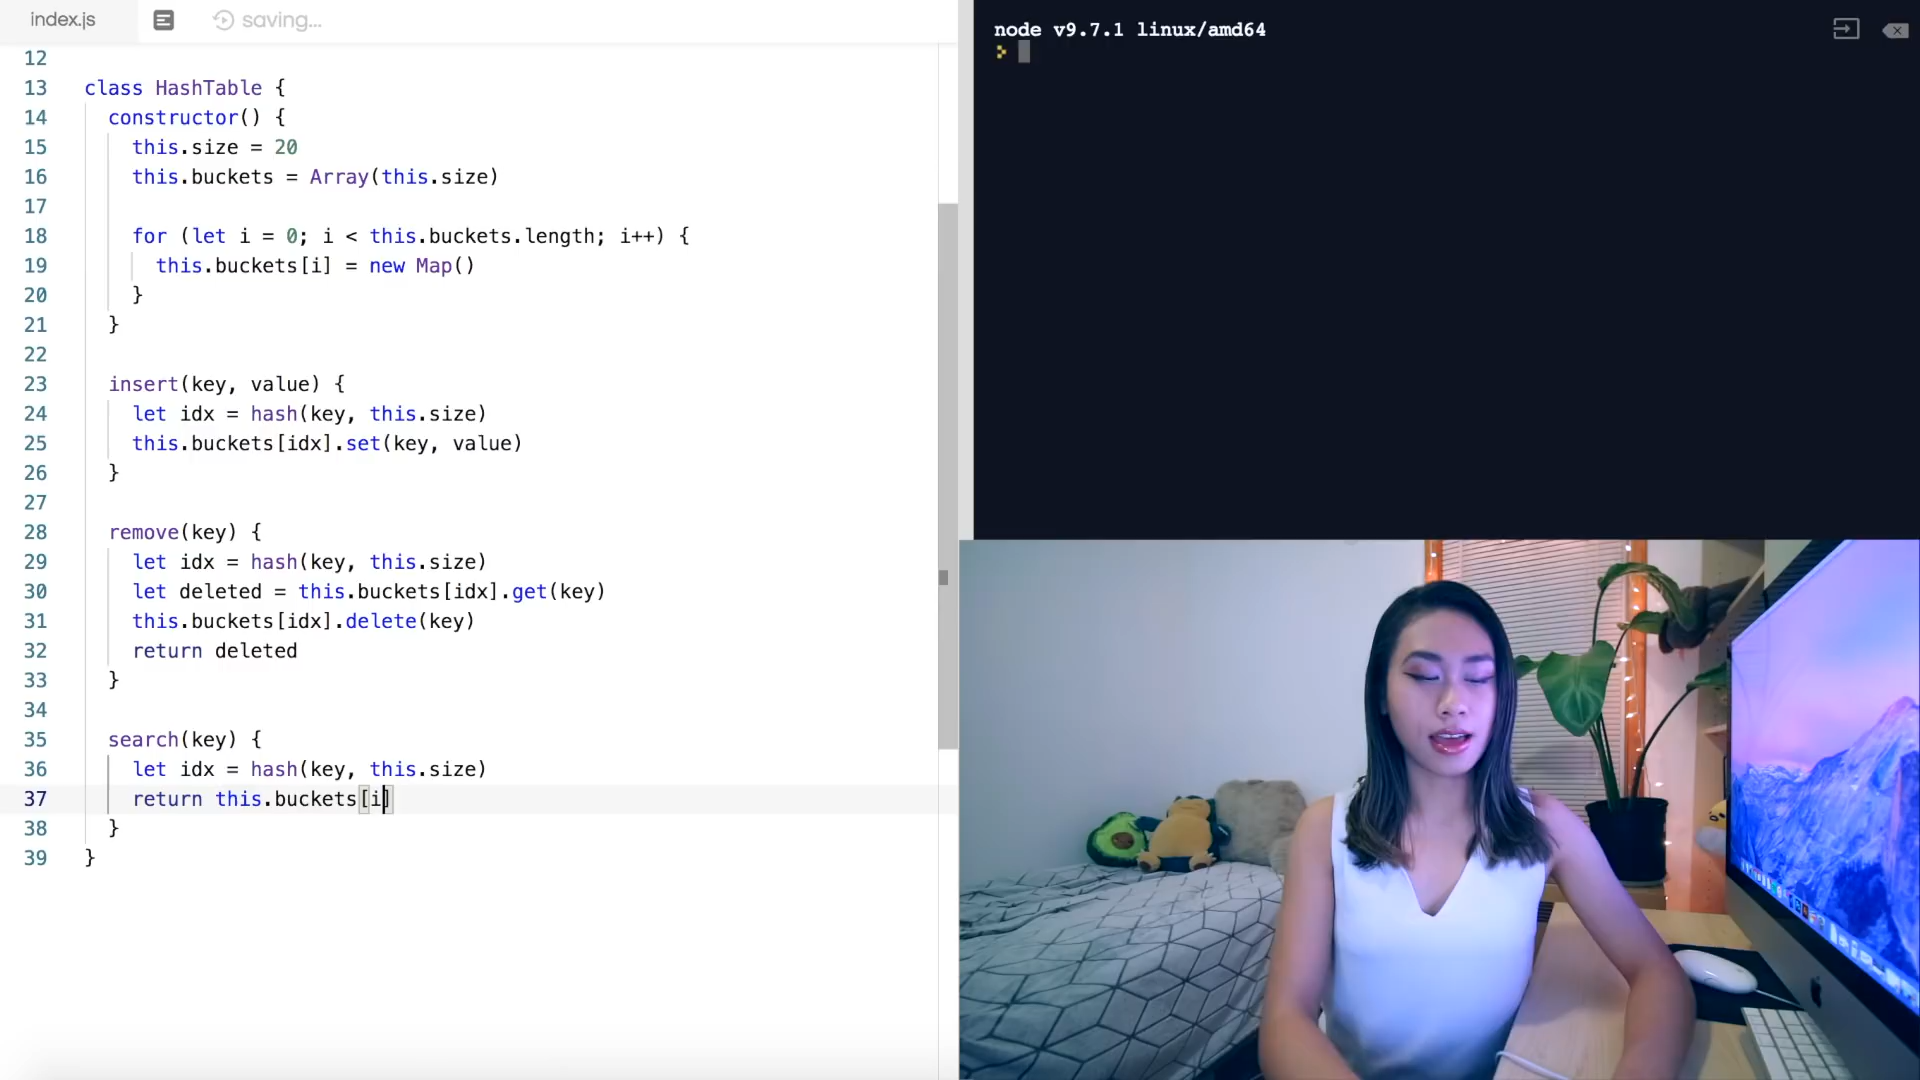 index.js saving...
12
13 class HashTable {
14 constructor() {
15 this.size = 20
16 this.buckets = Array(this.size)
17
18 for (let i = 0; i < this.buckets.length; i++) {
19 this.buckets[i] = new Map()
20 }
21 }
22
23 insert(key, value) {
24 let idx = hash(key, this.size)
25 this.buckets[idx].set(key, value)
26 }
27
28 remove(key) {
29 let idx = hash(key, this.size)
30 let deleted = this.buckets[idx].get(key)
31 this.buckets[idx].delete(key)
32 return deleted
33 }
34
35 search(key) {
36 let idx = hash(key, this.size)
37 return this.buckets[i]
38 }
39 }
node v9.7.1 linux/amd64
>